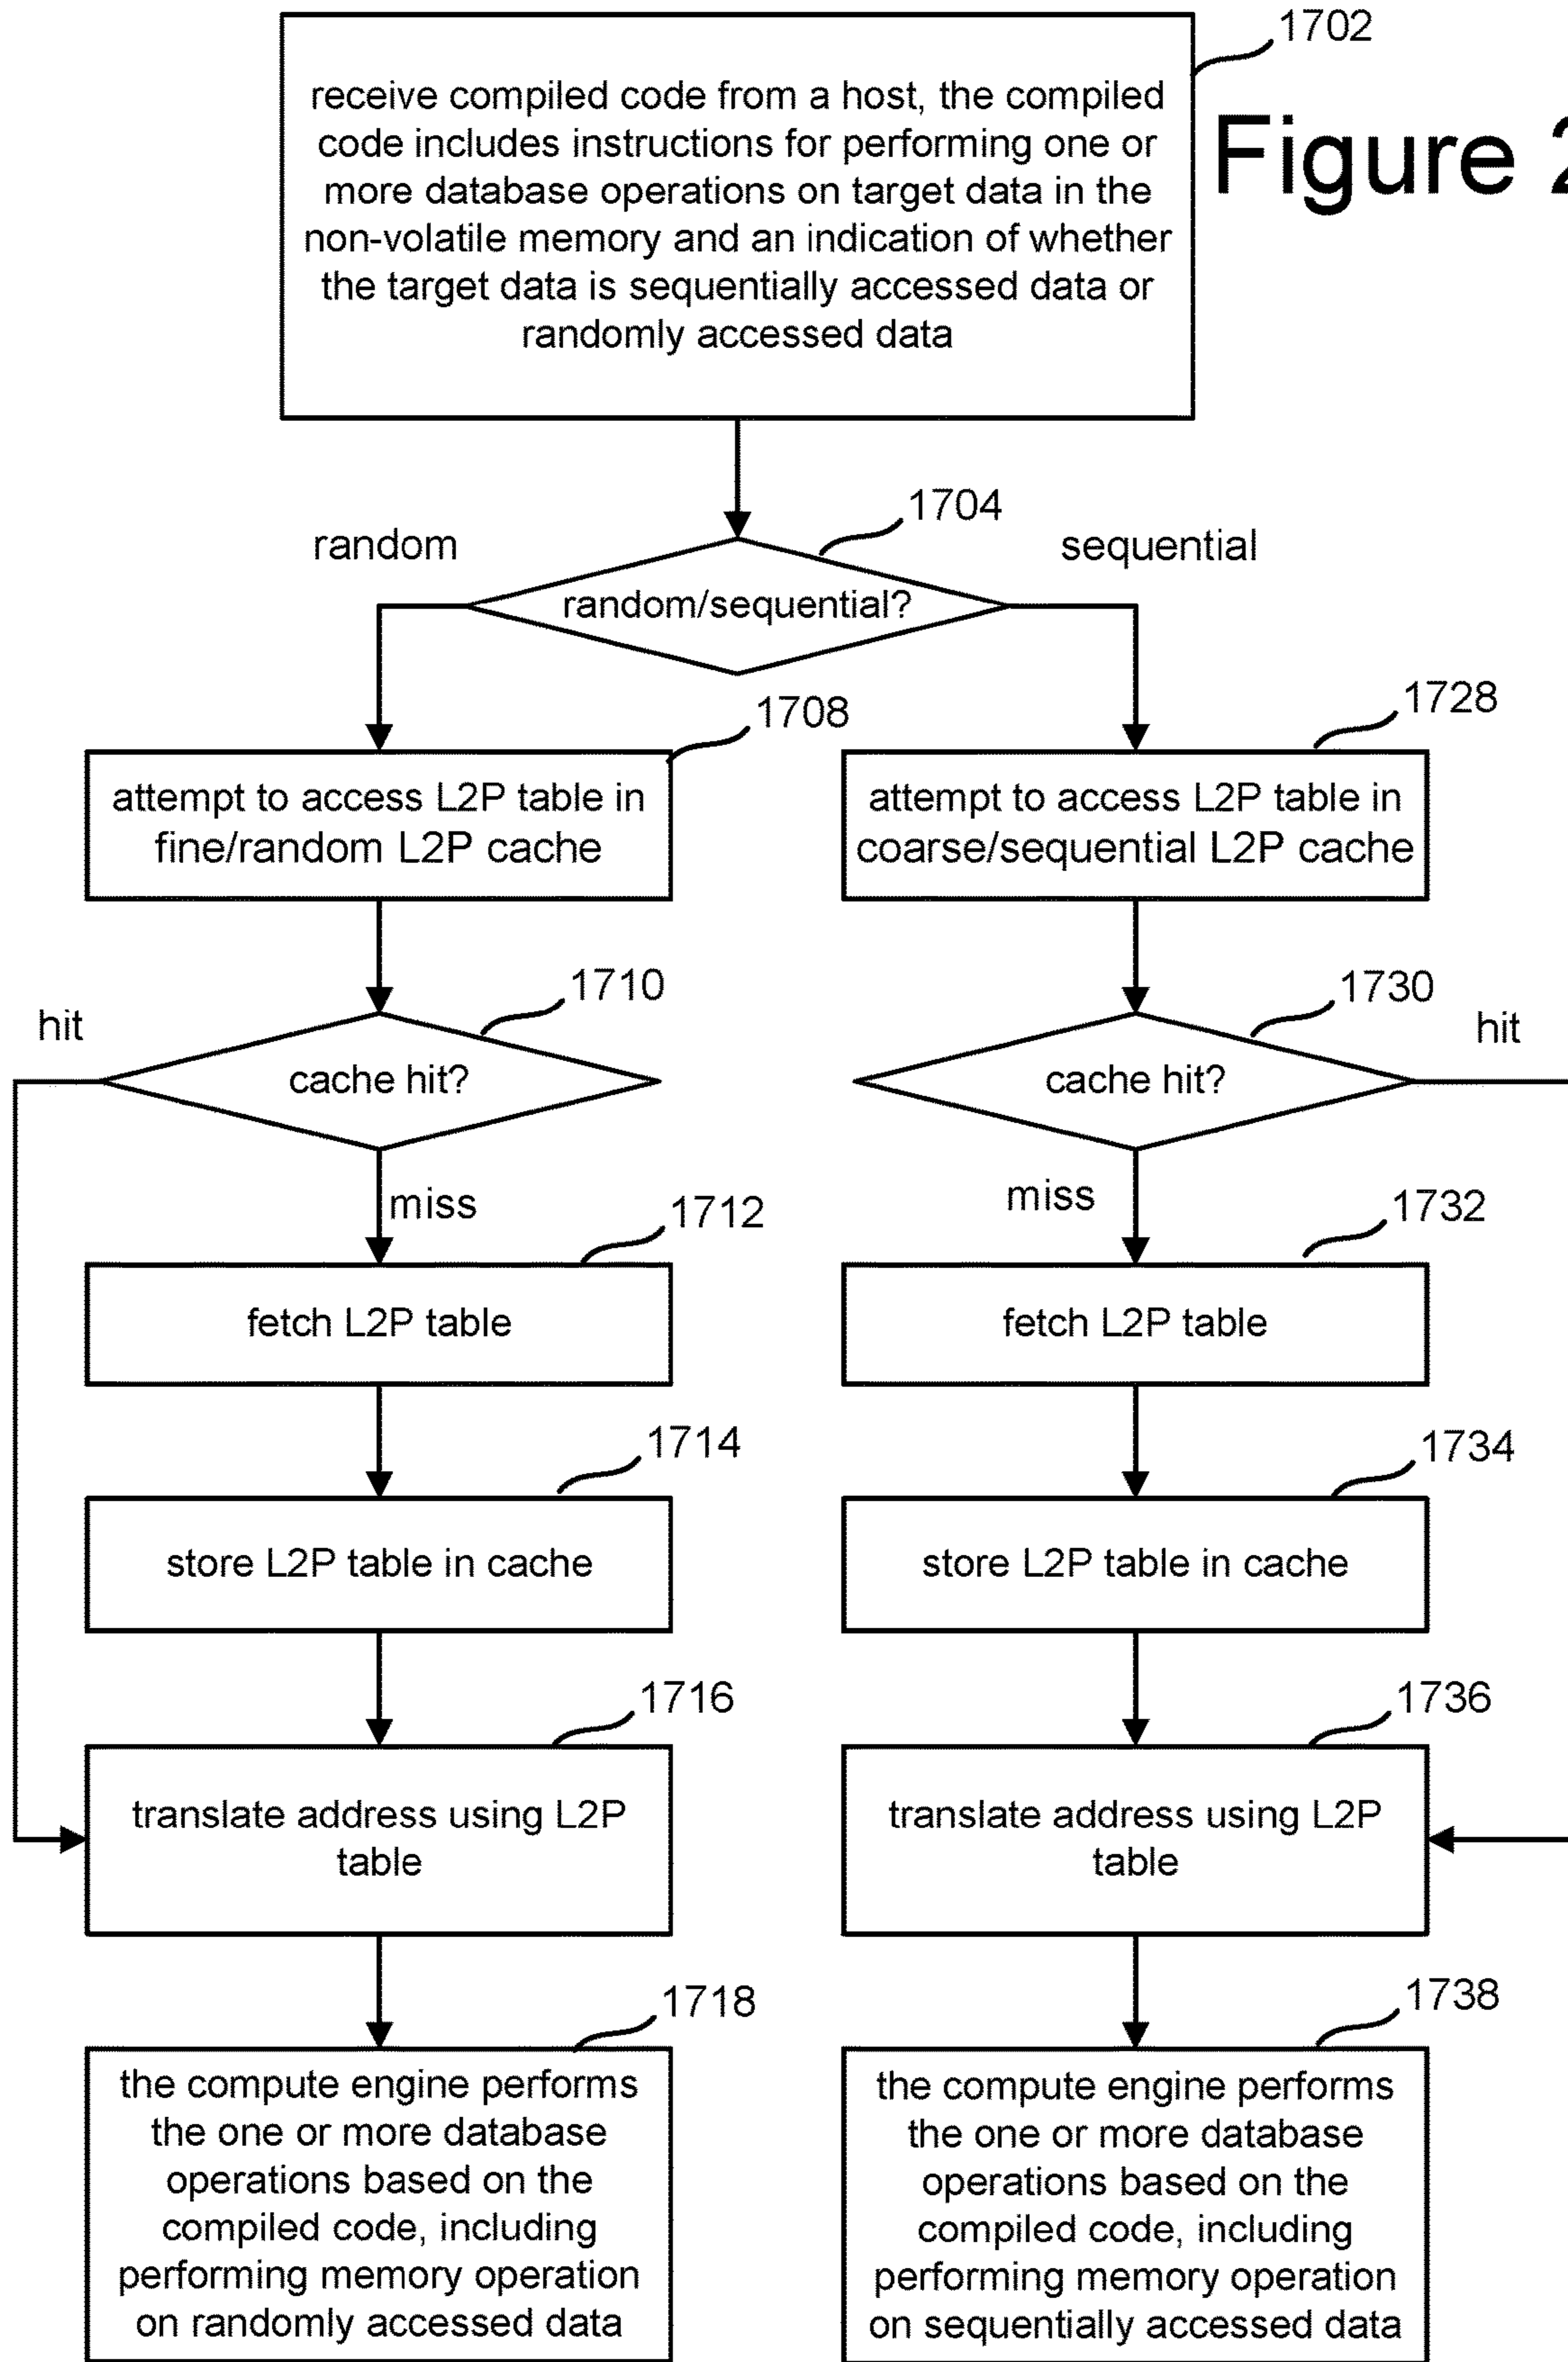 1702
receive compiled code from a host, the compiled
code includes instructions for performing one or
more database operations on target data in the
non-volatile memory and an indication of whether
the target data is sequentially accessed data or
randomly accessed data
Figure 2
1704
random
sequential
random/sequential?
1708
1728
attempt to access L2P table in
fine/random L2P cache
attempt to access L2P table in
coarse/sequential L2P cache
1710
1730
hit
hit
cache hit?
cache hit?
miss
miss
1712
1732
fetch L2P table
fetch L2P table
1714
1734
store L2P table in cache
store L2P table in cache
1716
1736
translate address using L2P
table
translate address using L2P
table
1718
1738
the compute engine performs
the one or more database
operations based on the
compiled code, including
performing memory operation
on randomly accessed data
the compute engine performs
the one or more database
operations based on the
compiled code, including
performing memory operation
on sequentially accessed data